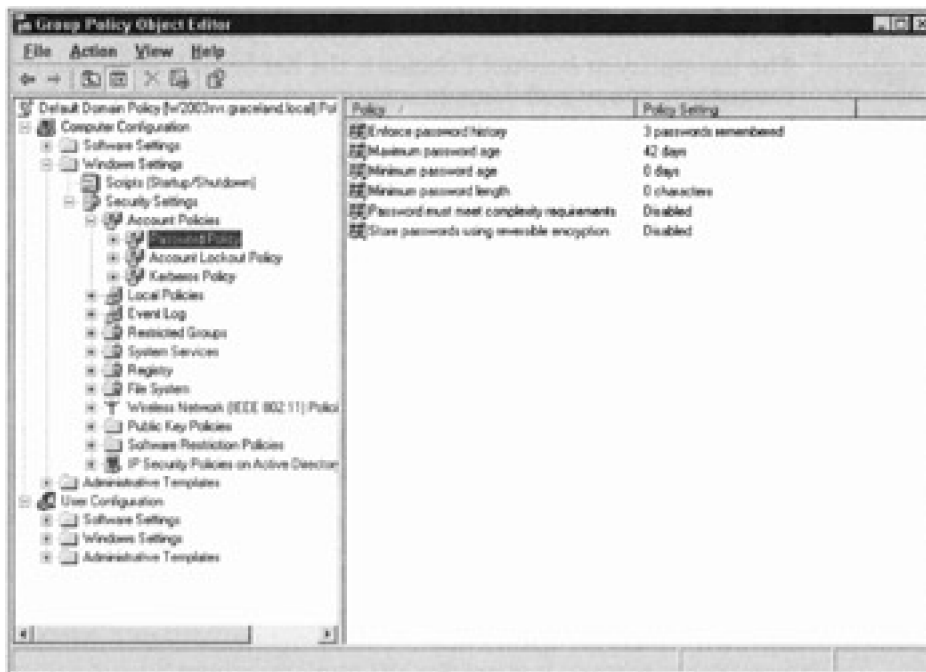 Group Policy Object Editor
File Action View Help
Default Domain Policy [w2003svr.graceland.local] Pol
Computer Configuration
Software Settings
Windows Settings
Scripts (Startup/Shutdown)
Security Settings
Account Policies
Password Policy
Account Lockout Policy
Kerberos Policy
Local Policies
Event Log
Restricted Groups
System Services
Registry
File System
Wireless Network (IEEE 802.11) Polici
Public Key Policies
Software Restriction Policies
IP Security Policies on Active Director
Administrative Templates
User Configuration
Software Settings
Windows Settings
Administrative Templates
Policy / Policy Setting
Enforce password history 3 passwords remembered
Maximum password age 42 days
Minimum password age 0 days
Minimum password length 0 characters
Password must meet complexity requirements Disabled
Store passwords using reversible encryption Disabled